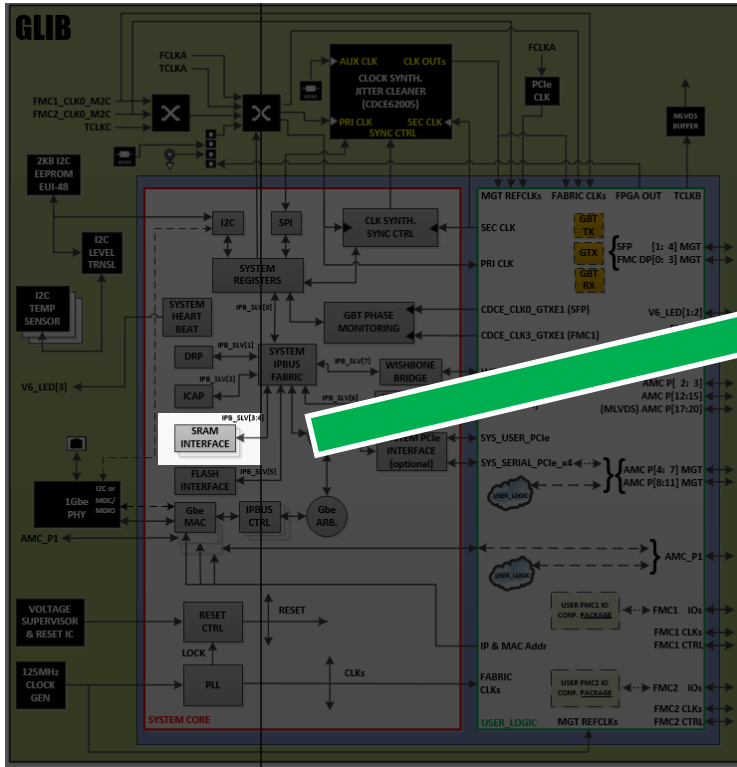 GLIB
FCLKA
TCLKA
FMC1_CLK0_M2C
FMC2_CLK0_M2C
TCLKC
VCXO
AUX CLK
CLK OUTs
CLOCK SYNTH.
JITTER CLEANER
(CDCE62005)
PRI CLK
SEC CLK
SYNC CTRL
FCLKA
PCIe
CLK
MLVDS
BUFFER
2KB I2C
EEPROM
EUI-48
I2C
LEVEL
TRNSL
I2C
TEMP
SENSOR
V6_LED[3]
1Gbe
PHY
I2C or
MDC/
MDIO
AMC_P1
VOLTAGE
SUPERVISOR
& RESET IC
125MHz
CLOCK
GEN
I2C
SPI
CLK SYNTH.
SYNC CTRL
SYSTEM
REGISTERS
IPB_SLV[0]
SYSTEM
HEART
BEAT
GBT PHASE
MONITORING
DRP
IPB_SLV[1]
SYSTEM
IPBUS
FABRIC
IPB_SLV[7]
WISHBONE
BRIDGE
ICAP
IPB_SLV[2]
IPB_SLV[3:4]
SRAM
INTERFACE
FLASH
INTERFACE
IPB_SLV[5]
PCIe
INTERFACE
(optional)
Gbe
MAC
IPBUS
CTRL
Gbe
ARB.
RESET
CTRL
RESET
LOCK
PLL
CLKs
SYSTEM CORE
MGT REFCLKs
FABRIC CLKs
FPGA OUT
TCLKB
SEC CLK
PRI CLK
GBT
TX
GTX
GBT
RX
SFP [1: 4] MGT
FMC DP[0: 3] MGT
CDCE_CLK0_GTXE1 (SFP)
V6_LED[1:2]
CDCE_CLK3_GTXE1 (FMC1)
AMC P[ 2: 3]
AMC P[12:15]
(MLVDS) AMC P[17:20]
SYS_USER_PCIe
SYS_SERIAL_PCIe_x4
AMC P[4: 7] MGT
AMC P[8:11] MGT
USER_LOGIC
AMC_P1
USER_LOGIC
USER FMC1 IO
CONF. PACKAGE
FMC1 IOs
FMC1 CLKs
FMC1 CTRL
IP & MAC Addr
FABRIC
CLKs
USER FMC2 IO
CONF. PACKAGE
FMC2 IOs
FMC2 CLKs
FMC2 CTRL
USER_LOGIC
MGT REFCLKs